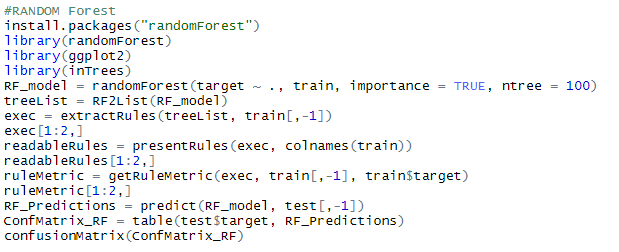 #RANDOM Forest
install.packages("randomForest")
library(randomForest)
library(ggplot2)
library(inTrees)
RF_model = randomForest(target ~ ., train, importance = TRUE, ntree = 100)
treeList = RF2List(RF_model)
exec = extractRules(treeList, train[,-1])
exec[1:2,]
readableRules = presentRules(exec, colnames(train))
readableRules[1:2,]
ruleMetric = getRuleMetric(exec, train[,-1], train$target)
ruleMetric[1:2,]
RF_Predictions = predict(RF_model, test[,-1])
ConfMatrix_RF = table(test$target, RF_Predictions)
confusionMatrix(ConfMatrix_RF)